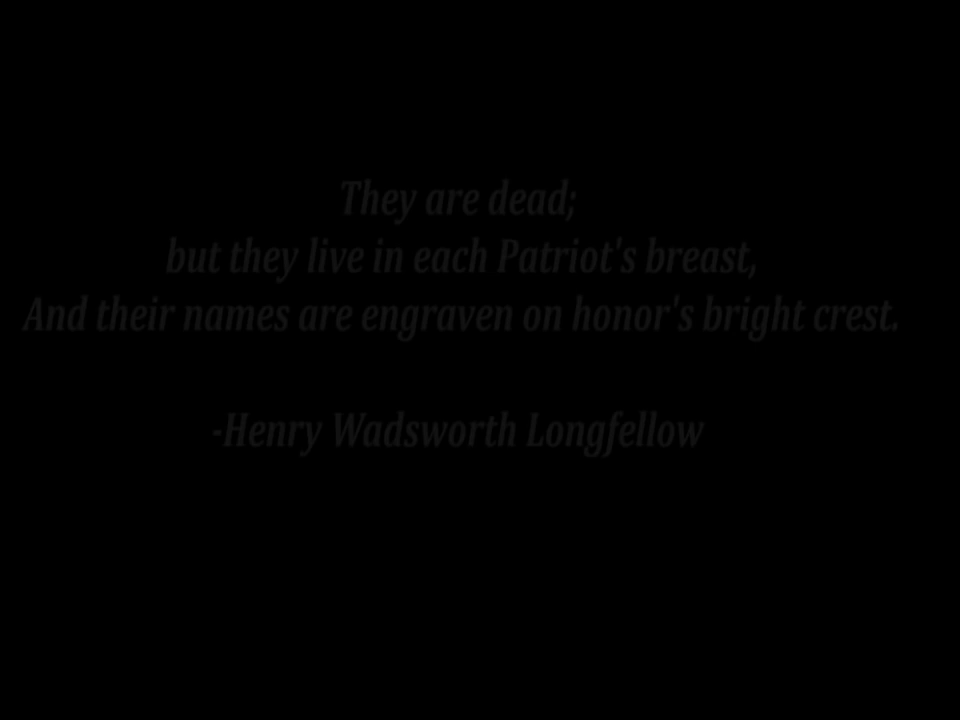 They are dead;
but they live in each Patriot's breast,
And their names are engraven on honor's bright crest.
-Henry Wadsworth Longfellow